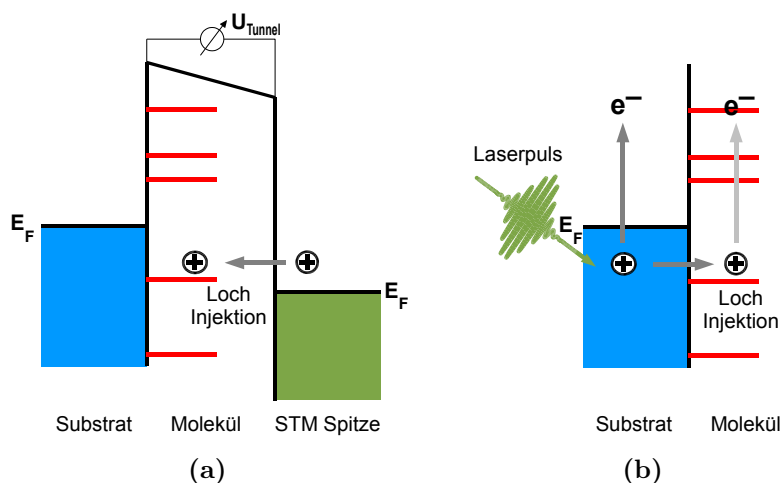 U_Tunnel
E_F
Loch
Injektion
E_F
Substrat
Molekül
STM Spitze
(a)
e⁻
e⁻
Laserpuls
E_F
Loch
Injektion
Substrat
Molekül
(b)